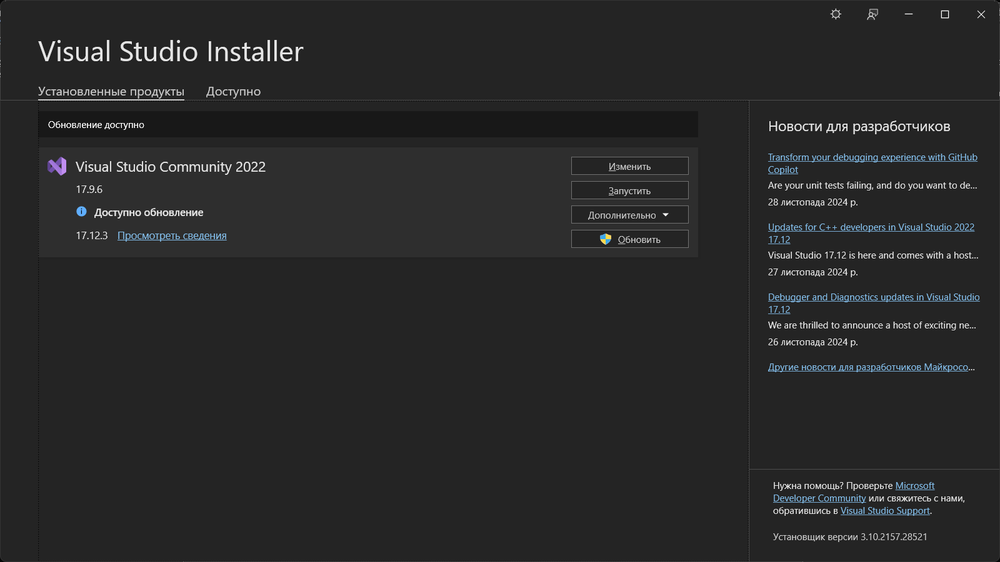 Visual Studio Installer
Установленные продукты
Доступно
Обновление доступно
Visual Studio Community 2022
17.9.6
Доступно обновление
17.12.3 Просмотреть сведения
Изменить
Запустить
Дополнительно
Обновить
Новости для разработчиков
Transform your debugging experience with GitHub
Copilot
Are your unit tests failing, and do you want to de...
28 листопада 2024 р.
Updates for C++ developers in Visual Studio 2022
17.12
Visual Studio 17.12 is here and comes with a host...
27 листопада 2024 р.
Debugger and Diagnostics updates in Visual Studio
17.12
We are thrilled to announce a host of exciting ne...
26 листопада 2024 р.
Другие новости для разработчиков Майкросо...
Нужна помощь? Проверьте Microsoft
Developer Community или свяжитесь с нами,
обратившись в Visual Studio Support.
Установщик версии 3.10.2157.28521